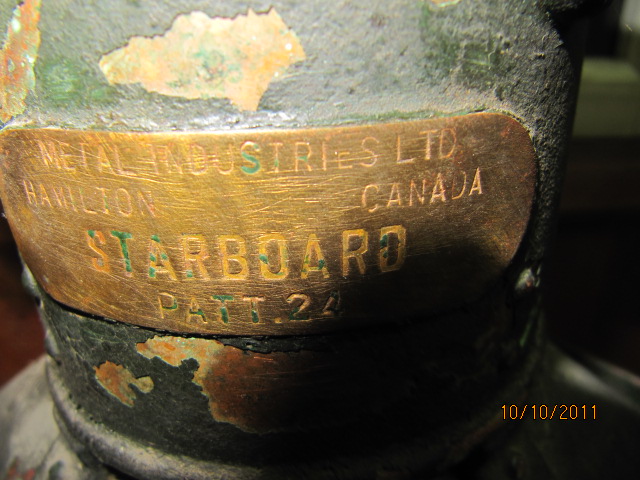 METAL INDUSTRIES LTD
HAMILTON - CANADA
STARBOARD
PATT.24
10/10/2011